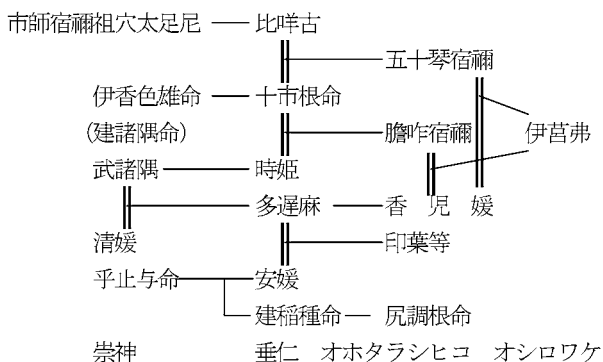 市師宿禰祖穴太足尼 比咩古
五十琴宿禰
伊香色雄命 十市根命
(建諸隅命) 膽咋宿禰 伊莒弗
武諸隅 時姫
多遅麻 香児媛
清媛 印葉等
乎止与命 安媛
建稲種命 尻調根命
崇神 垂仁 オホタラシヒコ オシロワケ